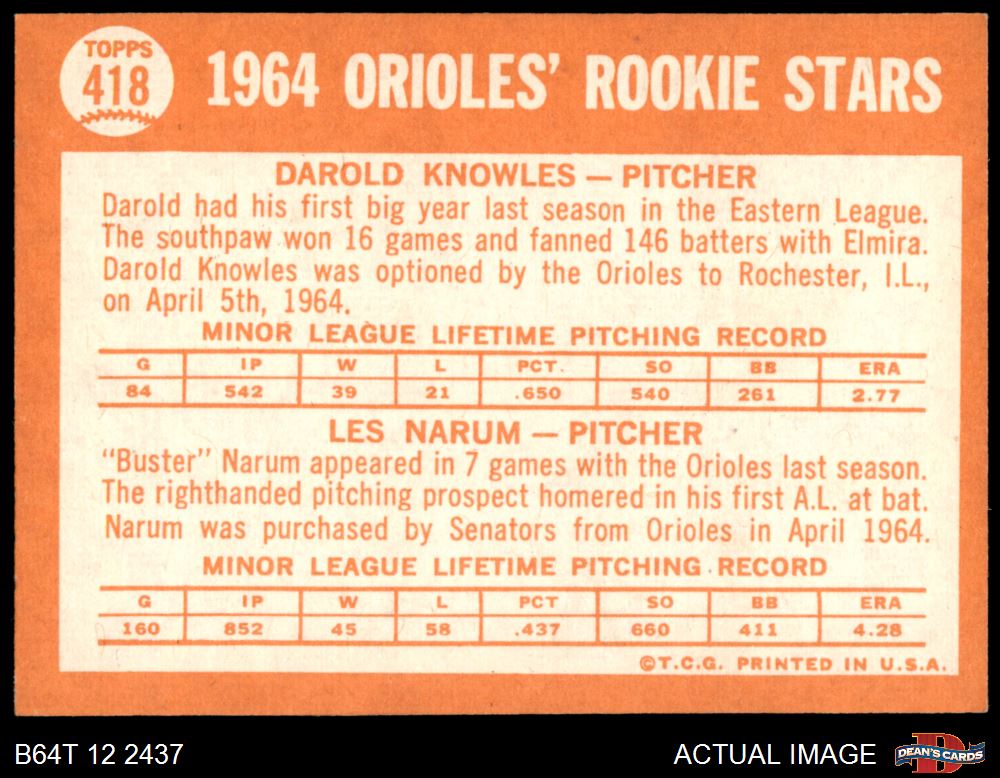 TOPPS
418
1964 ORIOLES' ROOKIE STARS
DAROLD KNOWLES — PITCHER
Darold had his first big year last season in the Eastern League.
The southpaw won 16 games and fanned 146 batters with Elmira.
Darold Knowles was optioned by the Orioles to Rochester, I.L.,
on April 5th, 1964.
MINOR LEAGUE LIFETIME PITCHING RECORD
G IP W L PCT. SO BB ERA
84 542 39 21 .650 540 261 2.77
LES NARUM — PITCHER
"Buster" Narum appeared in 7 games with the Orioles last season.
The righthanded pitching prospect homered in his first A.L. at bat.
Narum was purchased by Senators from Orioles in April 1964.
MINOR LEAGUE LIFETIME PITCHING RECORD
G IP W L PCT SO BB ERA
160 852 45 58 .437 660 411 4.28
©T.C.G. PRINTED IN U.S.A.
B64T 12 2437
ACTUAL IMAGE
D
DEAN'S CARDS